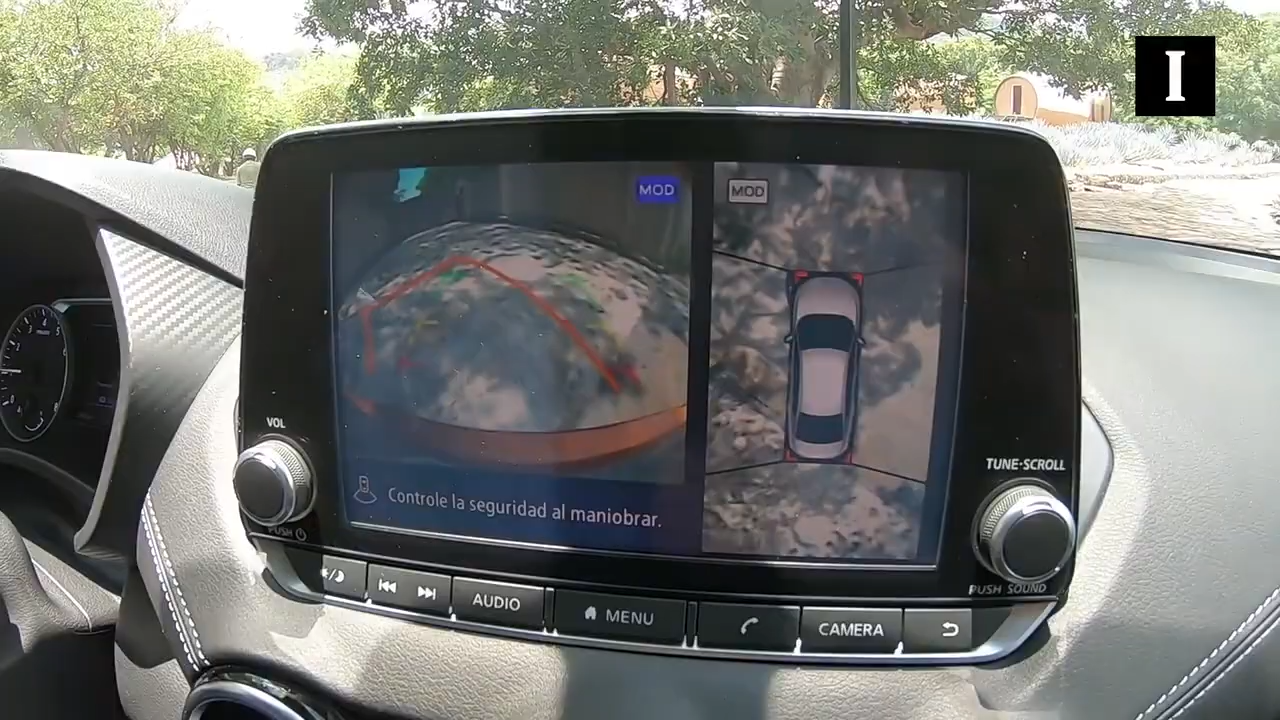 I
MOD
MOD
Controle la seguridad al maniobrar.
VOL
PUSH
TUNE·SCROLL
PUSH SOUND
AUDIO
MENU
CAMERA